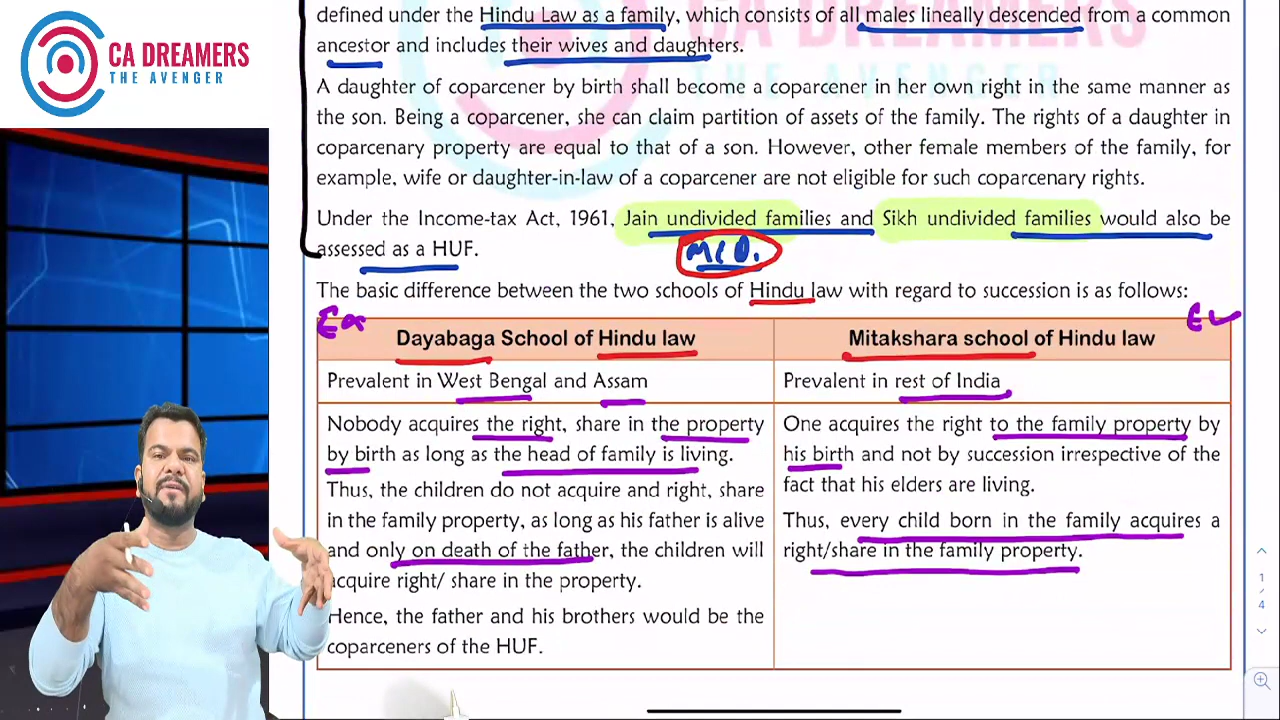 CA DREAMERS
THE AVENGER
defined under the Hindu Law as a family, which consists of all males lineally descended from a common
ancestor and includes their wives and daughters.
A daughter of coparcener by birth shall become a coparcener in her own right in the same manner as
the son. Being a coparcener, she can claim partition of assets of the family. The rights of a daughter in
coparcenary property are equal to that of a son. However, other female members of the family, for
example, wife or daughter-in-law of a coparcener are not eligible for such coparcenary rights.
Under the Income-tax Act, 1961, Jain undivided families and Sikh undivided families would also be
assessed as a HUF.
The basic difference between the two schools of Hindu law with regard to succession is as follows:
Dayabaga School of Hindu law
Mitakshara school of Hindu law
Prevalent in West Bengal and Assam
Prevalent in rest of India
Nobody acquires the right, share in the property
by birth as long as the head of family is living.
Thus, the children do not acquire and right, share
in the family property, as long as his father is alive
and only on death of the father, the children will
acquire right/ share in the property.
Hence, the father and his brothers would be the
coparceners of the HUF.
One acquires the right to the family property by
his birth and not by succession irrespective of the
fact that his elders are living.
Thus, every child born in the family acquires a
right/share in the family property.
1
/
4